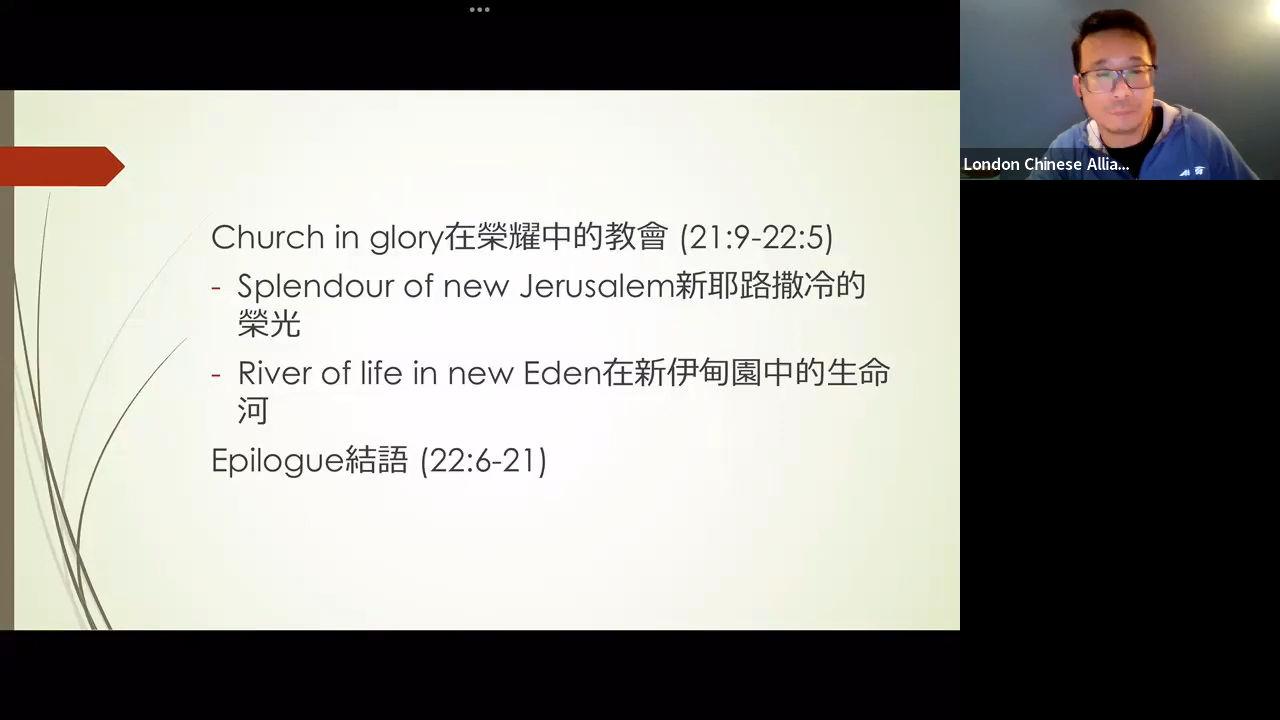 Church in glory在榮耀中的教會 (21:9-22:5)
- Splendour of new Jerusalem新耶路撒冷的
榮光
- River of life in new Eden在新伊甸園中的生命
河
Epilogue結語 (22:6-21)
London Chinese Allia...